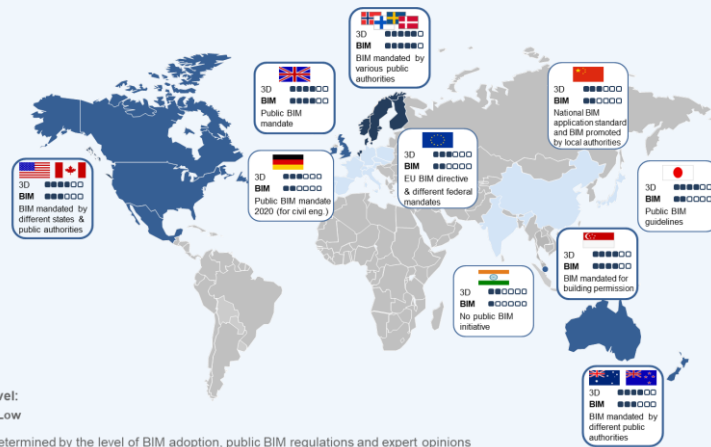 3D
BIM
BIM mandated by
various public
authorities
3D
BIM
Public BIM
mandate
3D
BIM
National BIM
application standard
and BIM promoted
by local authorities
3D
BIM
EU BIM directive
& different federal
mandates
3D
BIM
Public BIM mandate
2020 (for civil eng.)
3D
BIM
BIM mandated by
different states &
public authorities
3D
BIM
Public BIM
guidelines
3D
BIM
BIM mandated for
building permission
3D
BIM
No public BIM
initiative
3D
BIM
BIM mandated by
different public
authorities
vel:
Low
etermined by the level of BIM adoption, public BIM regulations and expert opinions